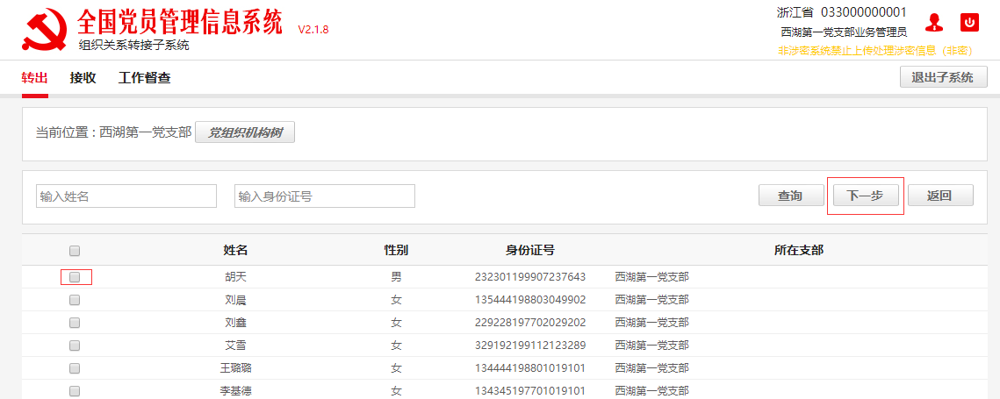 全国党员管理信息系统 V2.1.8
组织关系转接子系统
浙江省 033000000001
西湖第一党支部业务管理员
非涉密系统禁止上传处理涉密信息（非密）
转出 接收 工作督查 退出子系统
当前位置 : 西湖第一党支部 党组织机构树
输入姓名 输入身份证号 查询 下一步 返回
姓名 性别 身份证号 所在支部
胡天 男 232301199907237643 西湖第一党支部
刘晨 女 135444198803049902 西湖第一党支部
刘鑫 女 229228197702029202 西湖第一党支部
艾雪 女 329192199112123289 西湖第一党支部
王璐璐 女 134444198801019101 西湖第一党支部
李基德 女 134345197701019101 西湖第一党支部